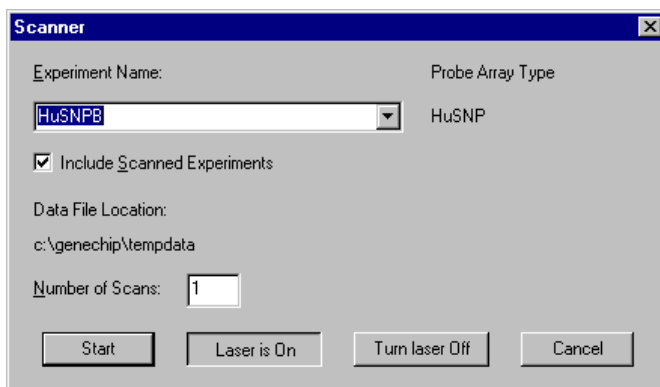 Scanner
Experiment Name:
Probe Array Type
HuSNPB
HuSNP
Include Scanned Experiments
Data File Location:
c:\genechip\tempdata
Number of Scans:
1
Start
Laser is On
Turn laser Off
Cancel